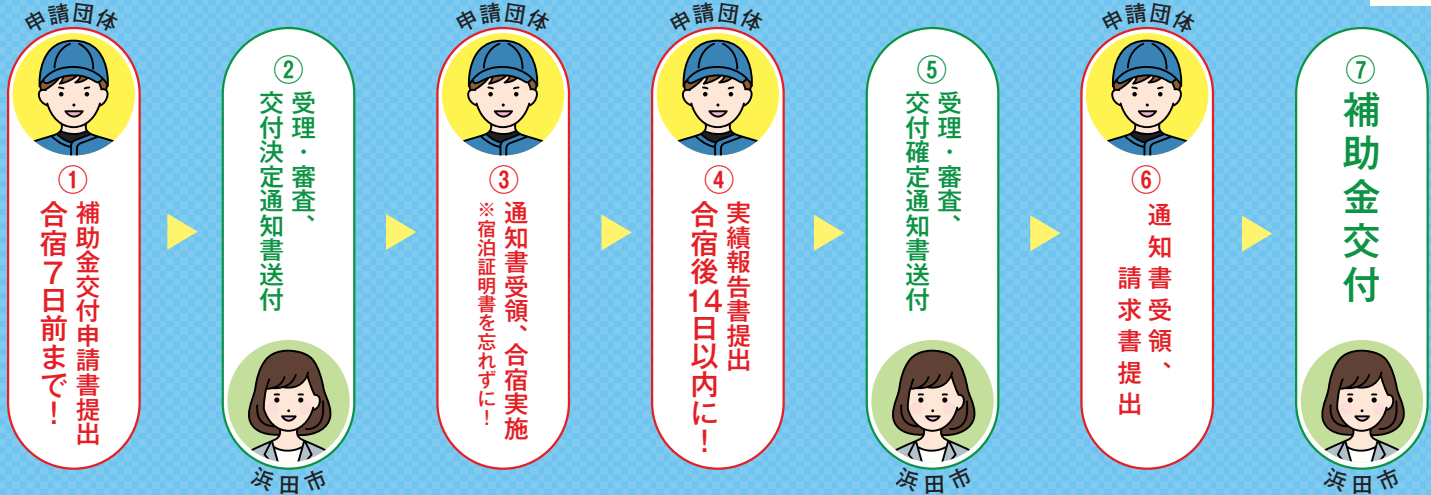 申請団体
①
補助金交付申請書提出
合宿7日前まで！
②
受理・審査、
交付決定通知書送付
浜田市
申請団体
③
通知書受領、合宿実施
※宿泊証明書を忘れずに！
申請団体
④
実績報告書提出
合宿後14日以内に！
⑤
受理・審査、
交付確定通知書送付
浜田市
申請団体
⑥
通知書受領、
請求書提出
⑦
補助金交付
浜田市